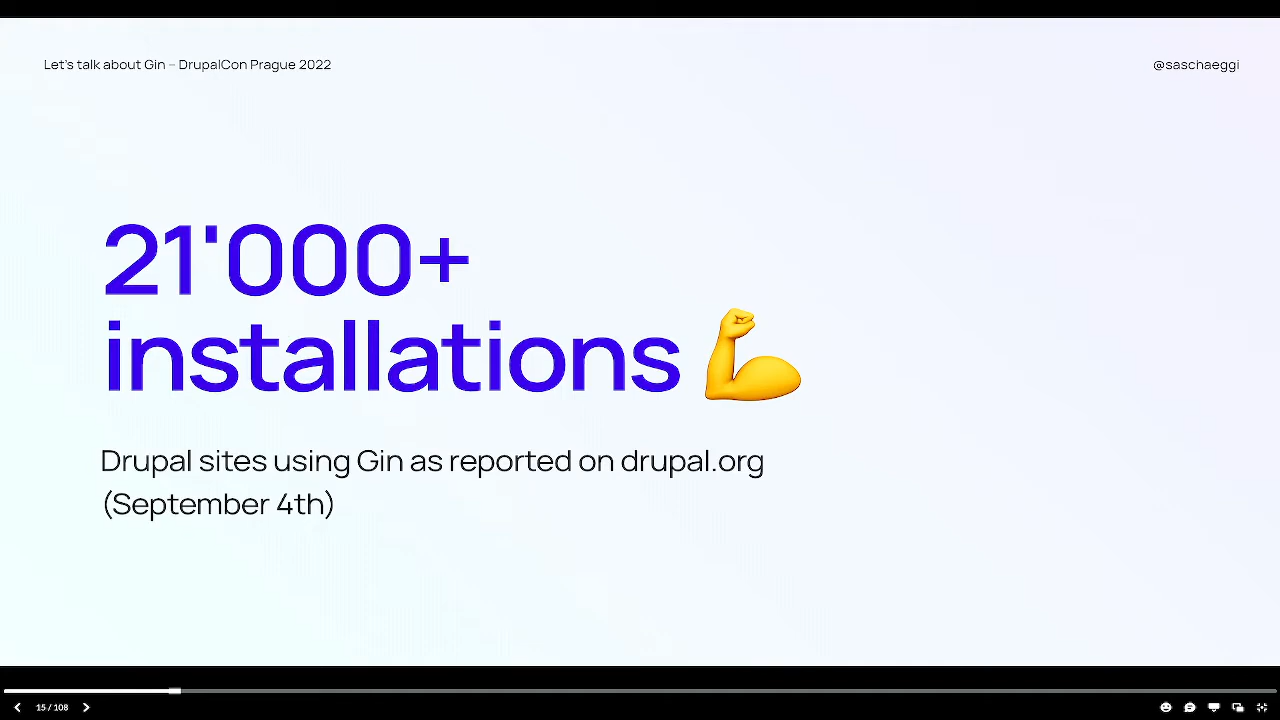 Let's talk about Gin – DrupalCon Prague 2022
@saschaeggi
21'000+
installations 💪
Drupal sites using Gin as reported on drupal.org
(September 4th)
15 / 108